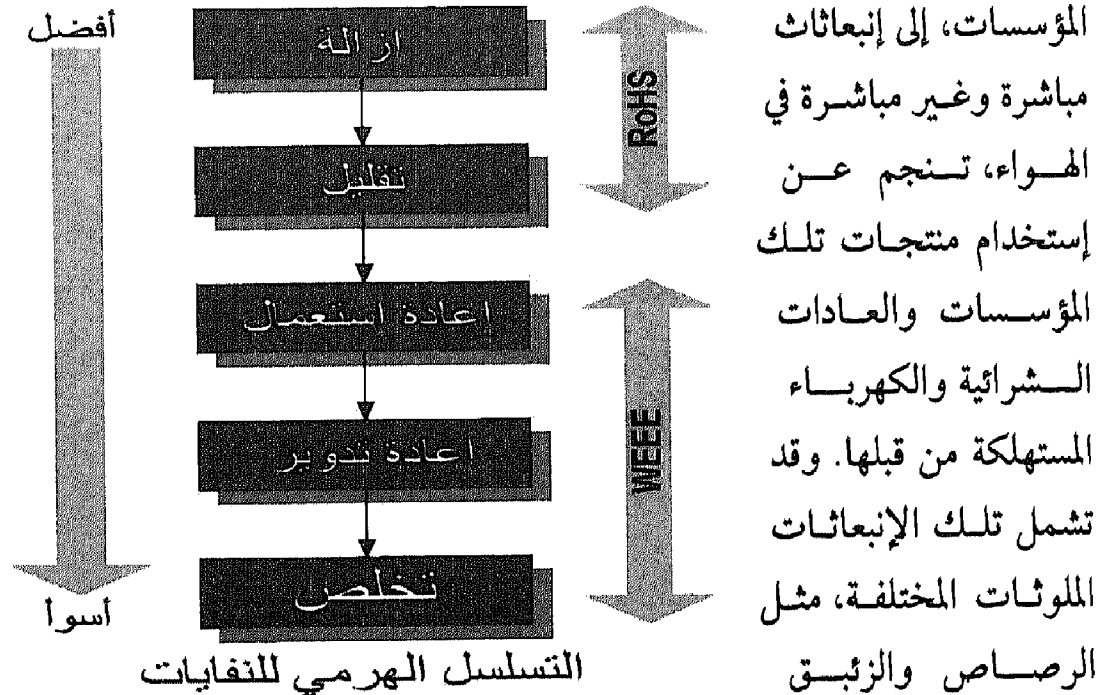 المؤسسات، إلى إنبعاثات
مباشرة وغير مباشرة في
الهواء، تنجم عن
إستخدام منتجات تلك
المؤسسات والعادات
الشرائية والكهرباء
المستهلكة من قبلها. وقد
تشمل تلك الإنبعاثات
الملوثات المختلفة، مثل
الرصاص والزئبق
RoHS
WEEE
ازالة
تقليل
اعادة استعمال
اعادة تدوير
تخلص
أفضل
أسوأ
التسلسل الهرمي للنفايات